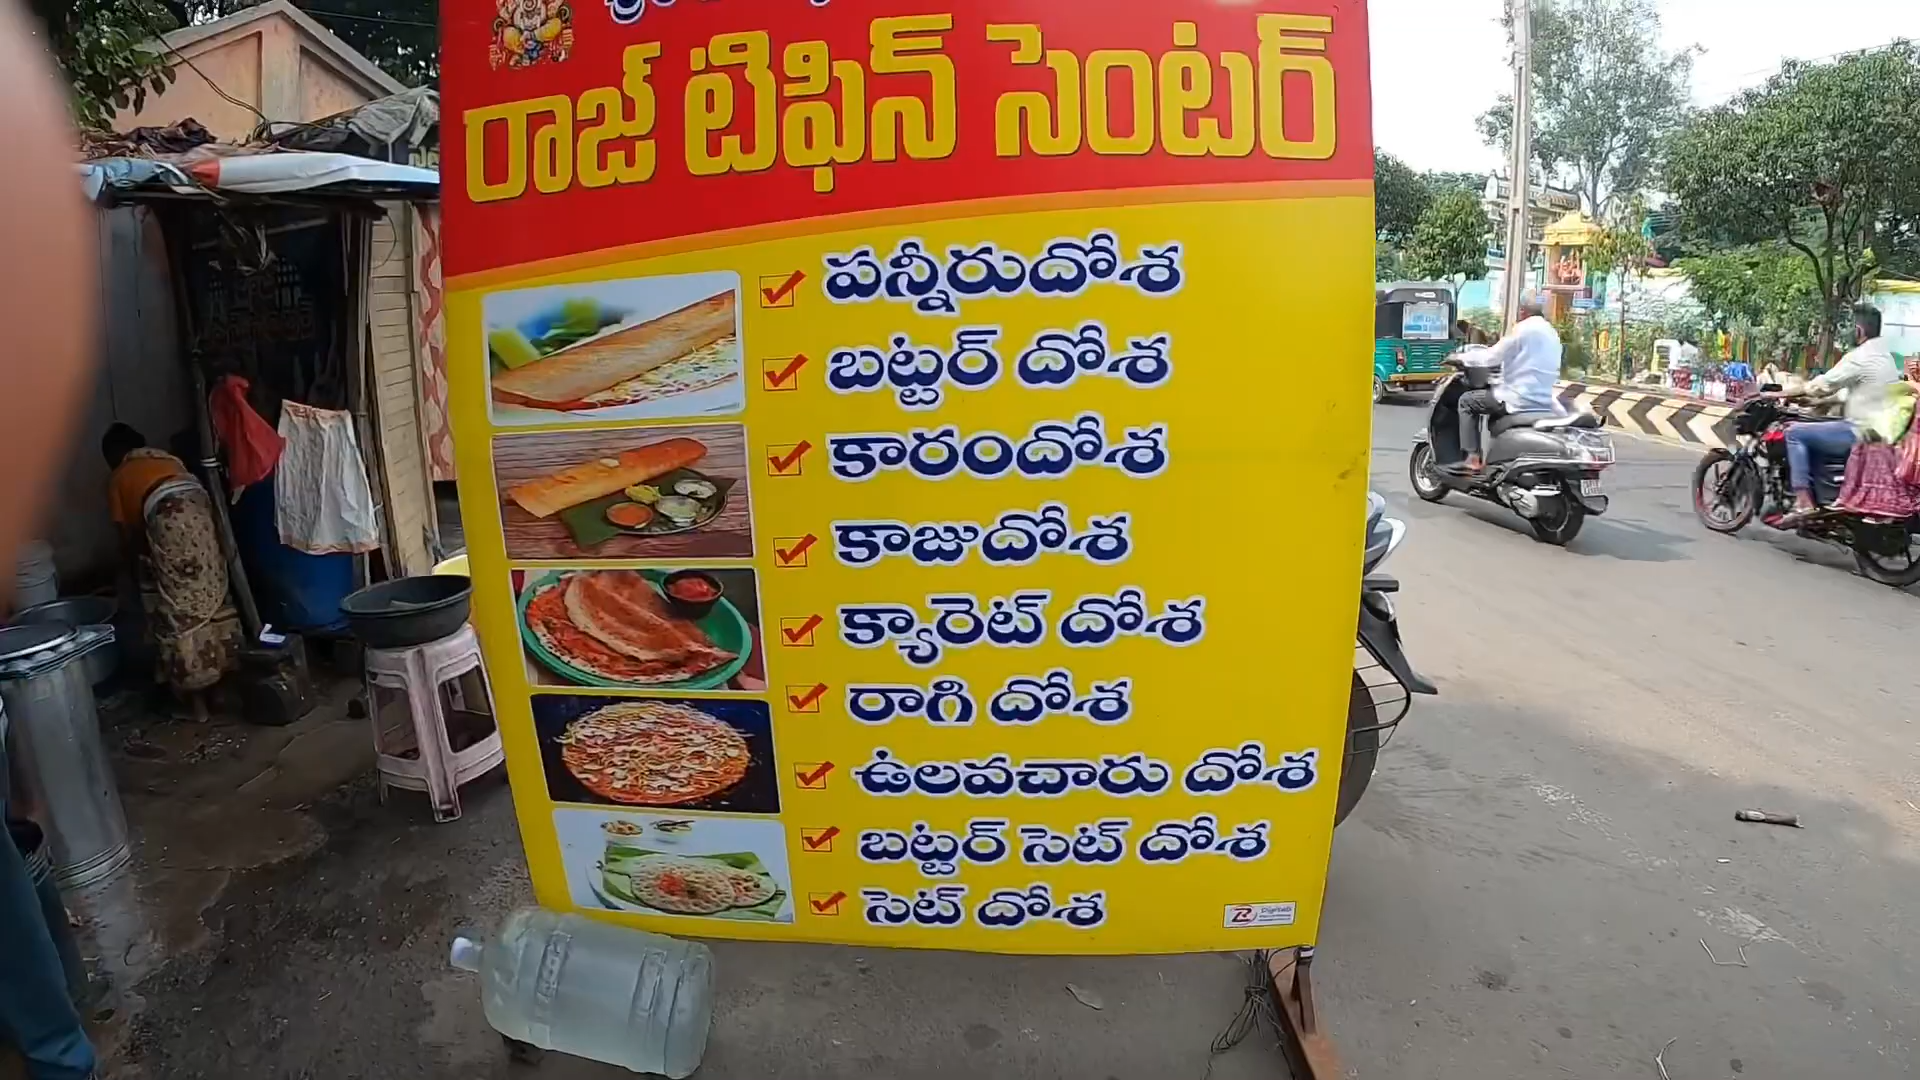 రాజ్ టిఫిన్ సెంటర్
పన్నీరుదోశ
బట్టర్ దోశ
కారందోశ
కాజుదోశ
క్యారెట్ దోశ
రాగి దోశ
ఉలవచారు దోశ
బట్టర్ సెట్ దోశ
సెట్ దోశ